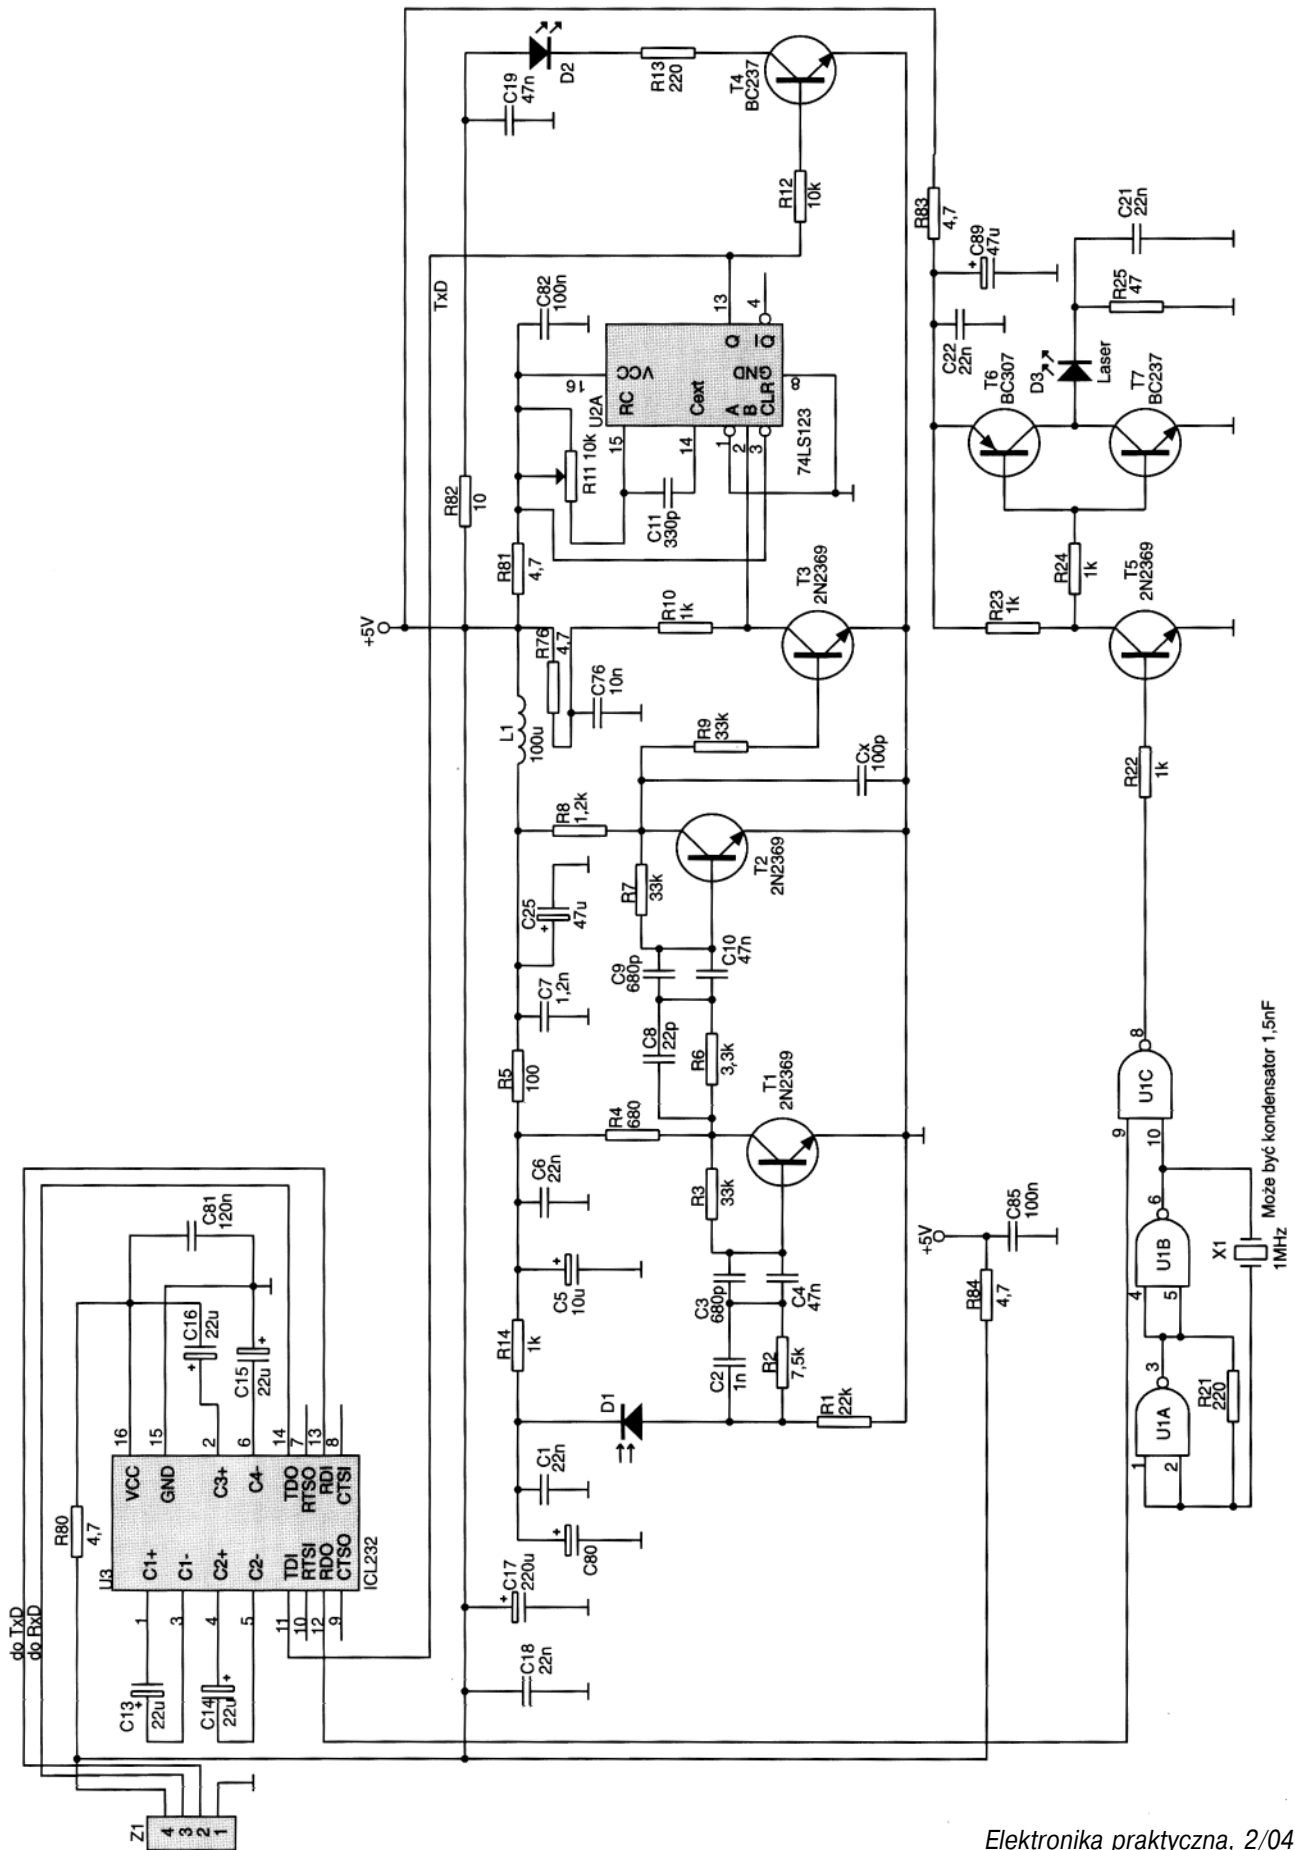 Z1
4
3
2
1
do TxD
do RxD
R80
4,7
U3
ICL232
C1+
C1-
C2+
C2-
TDI
RTSI
RDO
CTSO
VCC
GND
C3+
C4-
TDO
RTSO
RDI
CTSI
1
3
4
5
11
10
12
9
16
15
2
6
14
7
13
8
C13
22u
+
C14
22u
+
C16
22u
+
C15
22u
+
C81
120n
C18
22n
C17
220u
+
C80
+
C1
22n
D1
R1
22k
R14
1k
C2
1n
R2
7,5k
C3
680p
C4
47n
C5
10u
+
C6
22n
R3
33k
R4
680
T1
2N2369
R5
100
C7
1,2n
C8
22p
R6
3,3k
C9
680p
C10
47n
C25
47u
+
R7
33k
R8
1,2k
T2
2N2369
Cx
100p
L1
100u
R76
4,7
C76
10n
R9
33k
R10
1k
T3
2N2369
+5V
R81
4,7
R82
10
TxD
R11 10k
C11
330p
U2A
74LS123
VCC
RC
Cext
A
B
CLR
GND
Q
Q
16
15
14
1
2
3
8
13
4
C82
100n
R12
10k
C19
47n
D2
R13
220
T4
BC237
R83
4,7
C89
47u
+
C22
22n
T6
BC307
D3
Laser
T7
BC237
R25
47
C21
22n
R23
1k
R24
1k
T5
2N2369
R22
1k
+5V
R84
4,7
C85
100n
U1A
1
2
3
R21
220
U1B
4
5
6
X1
1MHz
Może być kondensator 1,5nF
U1C
9
10
8
Elektronika praktyczna, 2/04